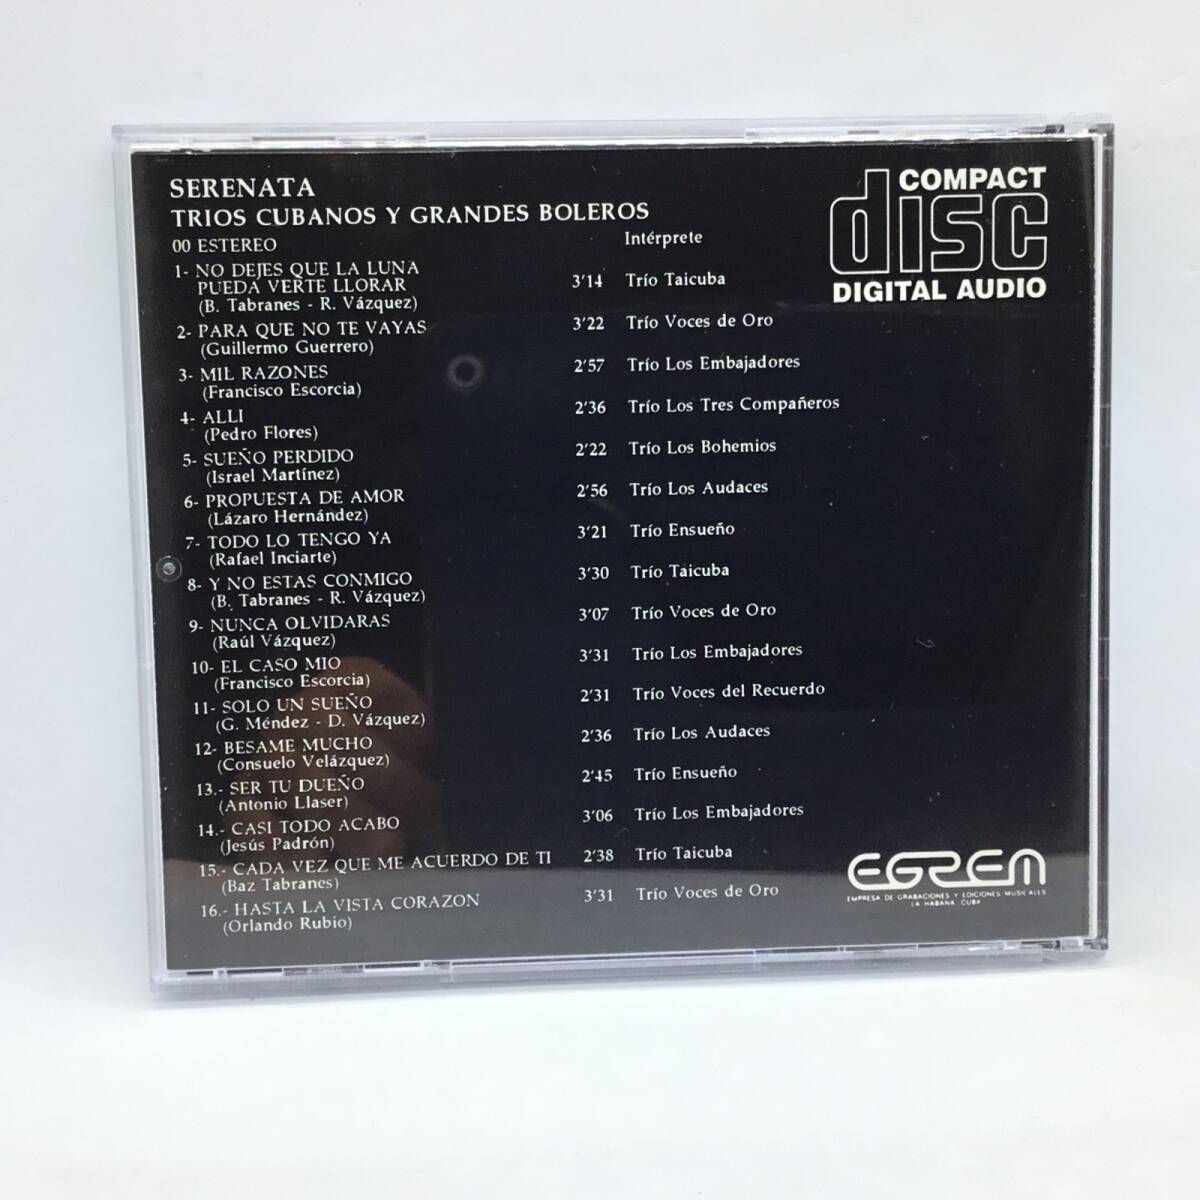 SERENATA
TRIOS CUBANOS Y GRANDES BOLEROS
00 ESTEREO Intérprete
1- NO DEJES QUE LA LUNA
PUEDA VERTE LLORAR 3'14 Trío Taicuba
(B. Tabranes - R. Vázquez)
2- PARA QUE NO TE VAYAS 3'22 Trío Voces de Oro
(Guillermo Guerrero)
3- MIL RAZONES 2'57 Trío Los Embajadores
(Francisco Escorcia)
4- ALLI 2'36 Trío Los Tres Compañeros
(Pedro Flores)
5- SUEÑO PERDIDO 2'22 Trío Los Bohemios
(Israel Martínez)
6- PROPUESTA DE AMOR 2'56 Trío Los Audaces
(Lázaro Hernández)
7- TODO LO TENGO YA 3'21 Trío Ensueño
(Rafael Inciarte)
8- Y NO ESTAS CONMIGO 3'30 Trío Taicuba
(B. Tabranes - R. Vázquez)
9- NUNCA OLVIDARAS 3'07 Trío Voces de Oro
(Raúl Vázquez)
10- EL CASO MIO 3'31 Trío Los Embajadores
(Francisco Escorcia)
11- SOLO UN SUEÑO 2'31 Trío Voces del Recuerdo
(G. Méndez - D. Vázquez)
12- BESAME MUCHO 2'36 Trío Los Audaces
(Consuelo Velázquez)
13.- SER TU DUEÑO 2'45 Trío Ensueño
(Antonio Llaser)
14.- CASI TODO ACABO 3'06 Trío Los Embajadores
(Jesús Padrón)
15.- CADA VEZ QUE ME ACUERDO DE TI 2'38 Trío Taicuba
(Baz Tabranes)
16.- HASTA LA VISTA CORAZON 3'31 Trío Voces de Oro
(Orlando Rubio)
COMPACT
disc
DIGITAL AUDIO
EGREM
EMPRESA DE GRABACIONES Y EDICIONES MUSICALES
LA HABANA CUBA